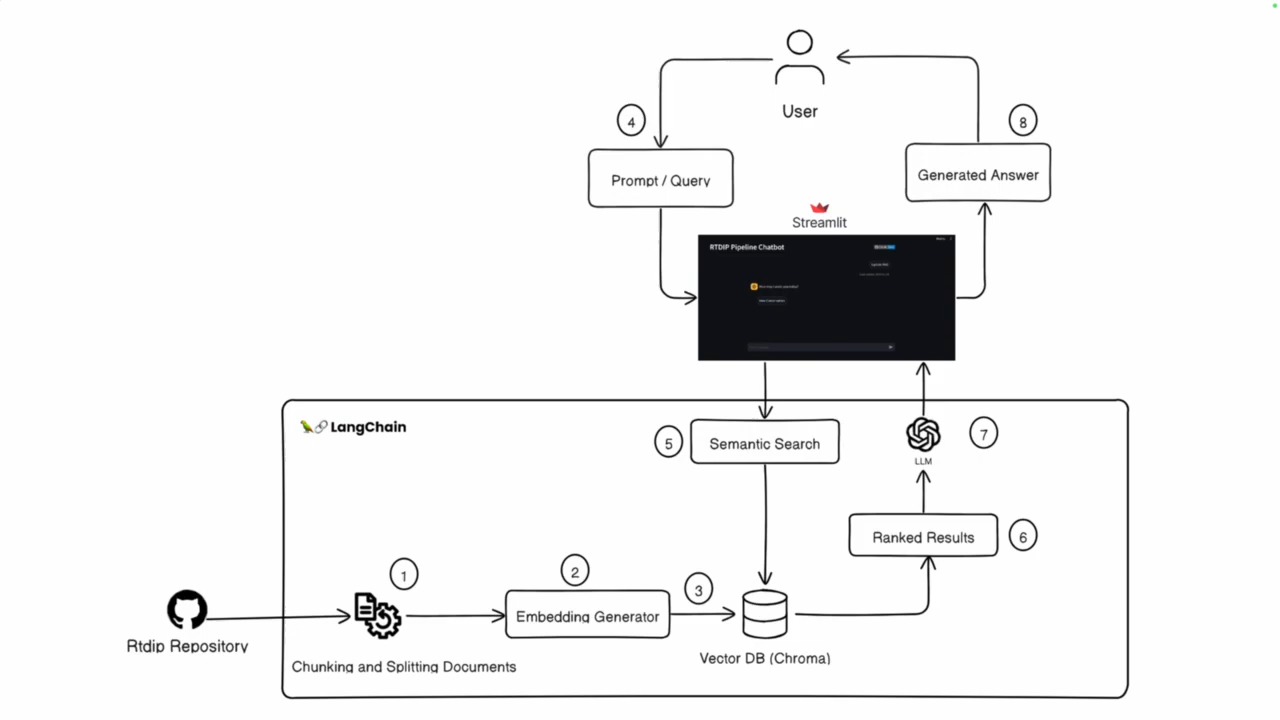 User
4
8
Prompt / Query
Generated Answer
Streamlit
RTDIP Pipeline Chatbot
LangChain
5
Semantic Search
7
LLM
Ranked Results
6
1
2
3
Embedding Generator
Rtdip Repository
Chunking and Splitting Documents
Vector DB (Chroma)